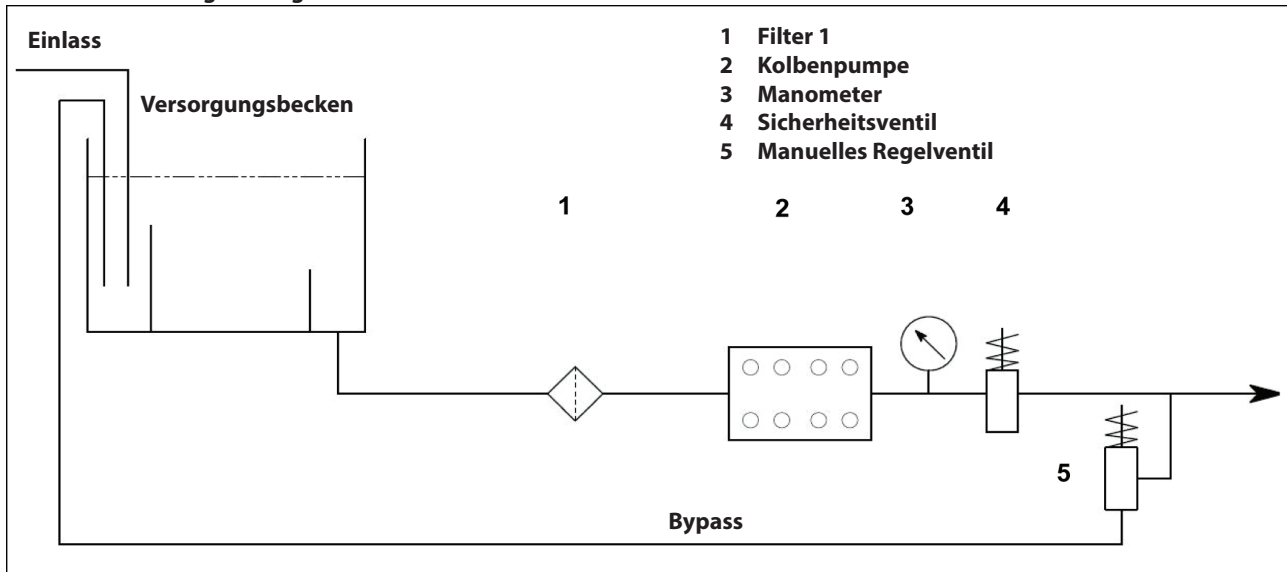 Einlass
Versorgungsbecken
1 Filter 1
2 Kolbenpumpe
3 Manometer
4 Sicherheitsventil
5 Manuelles Regelventil
1 2 3 4
5
Bypass